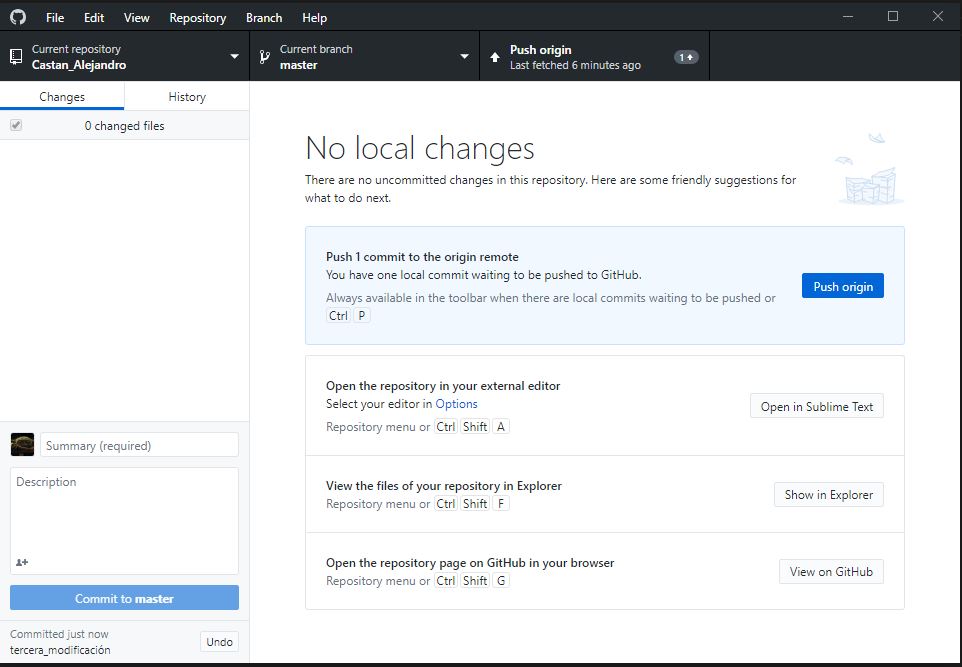 File Edit View Repository Branch Help
Current repository
Castan_Alejandro
Current branch
master
Push origin
Last fetched 6 minutes ago
1
Changes
History
0 changed files
No local changes
There are no uncommitted changes in this repository. Here are some friendly suggestions for
what to do next.
Push 1 commit to the origin remote
You have one local commit waiting to be pushed to GitHub.
Always available in the toolbar when there are local commits waiting to be pushed or
Ctrl P
Push origin
Open the repository in your external editor
Select your editor in Options
Repository menu or Ctrl Shift A
Open in Sublime Text
View the files of your repository in Explorer
Repository menu or Ctrl Shift F
Show in Explorer
Open the repository page on GitHub in your browser
Repository menu or Ctrl Shift G
View on GitHub
Summary (required)
Description
Commit to master
Committed just now
tercera_modificación
Undo